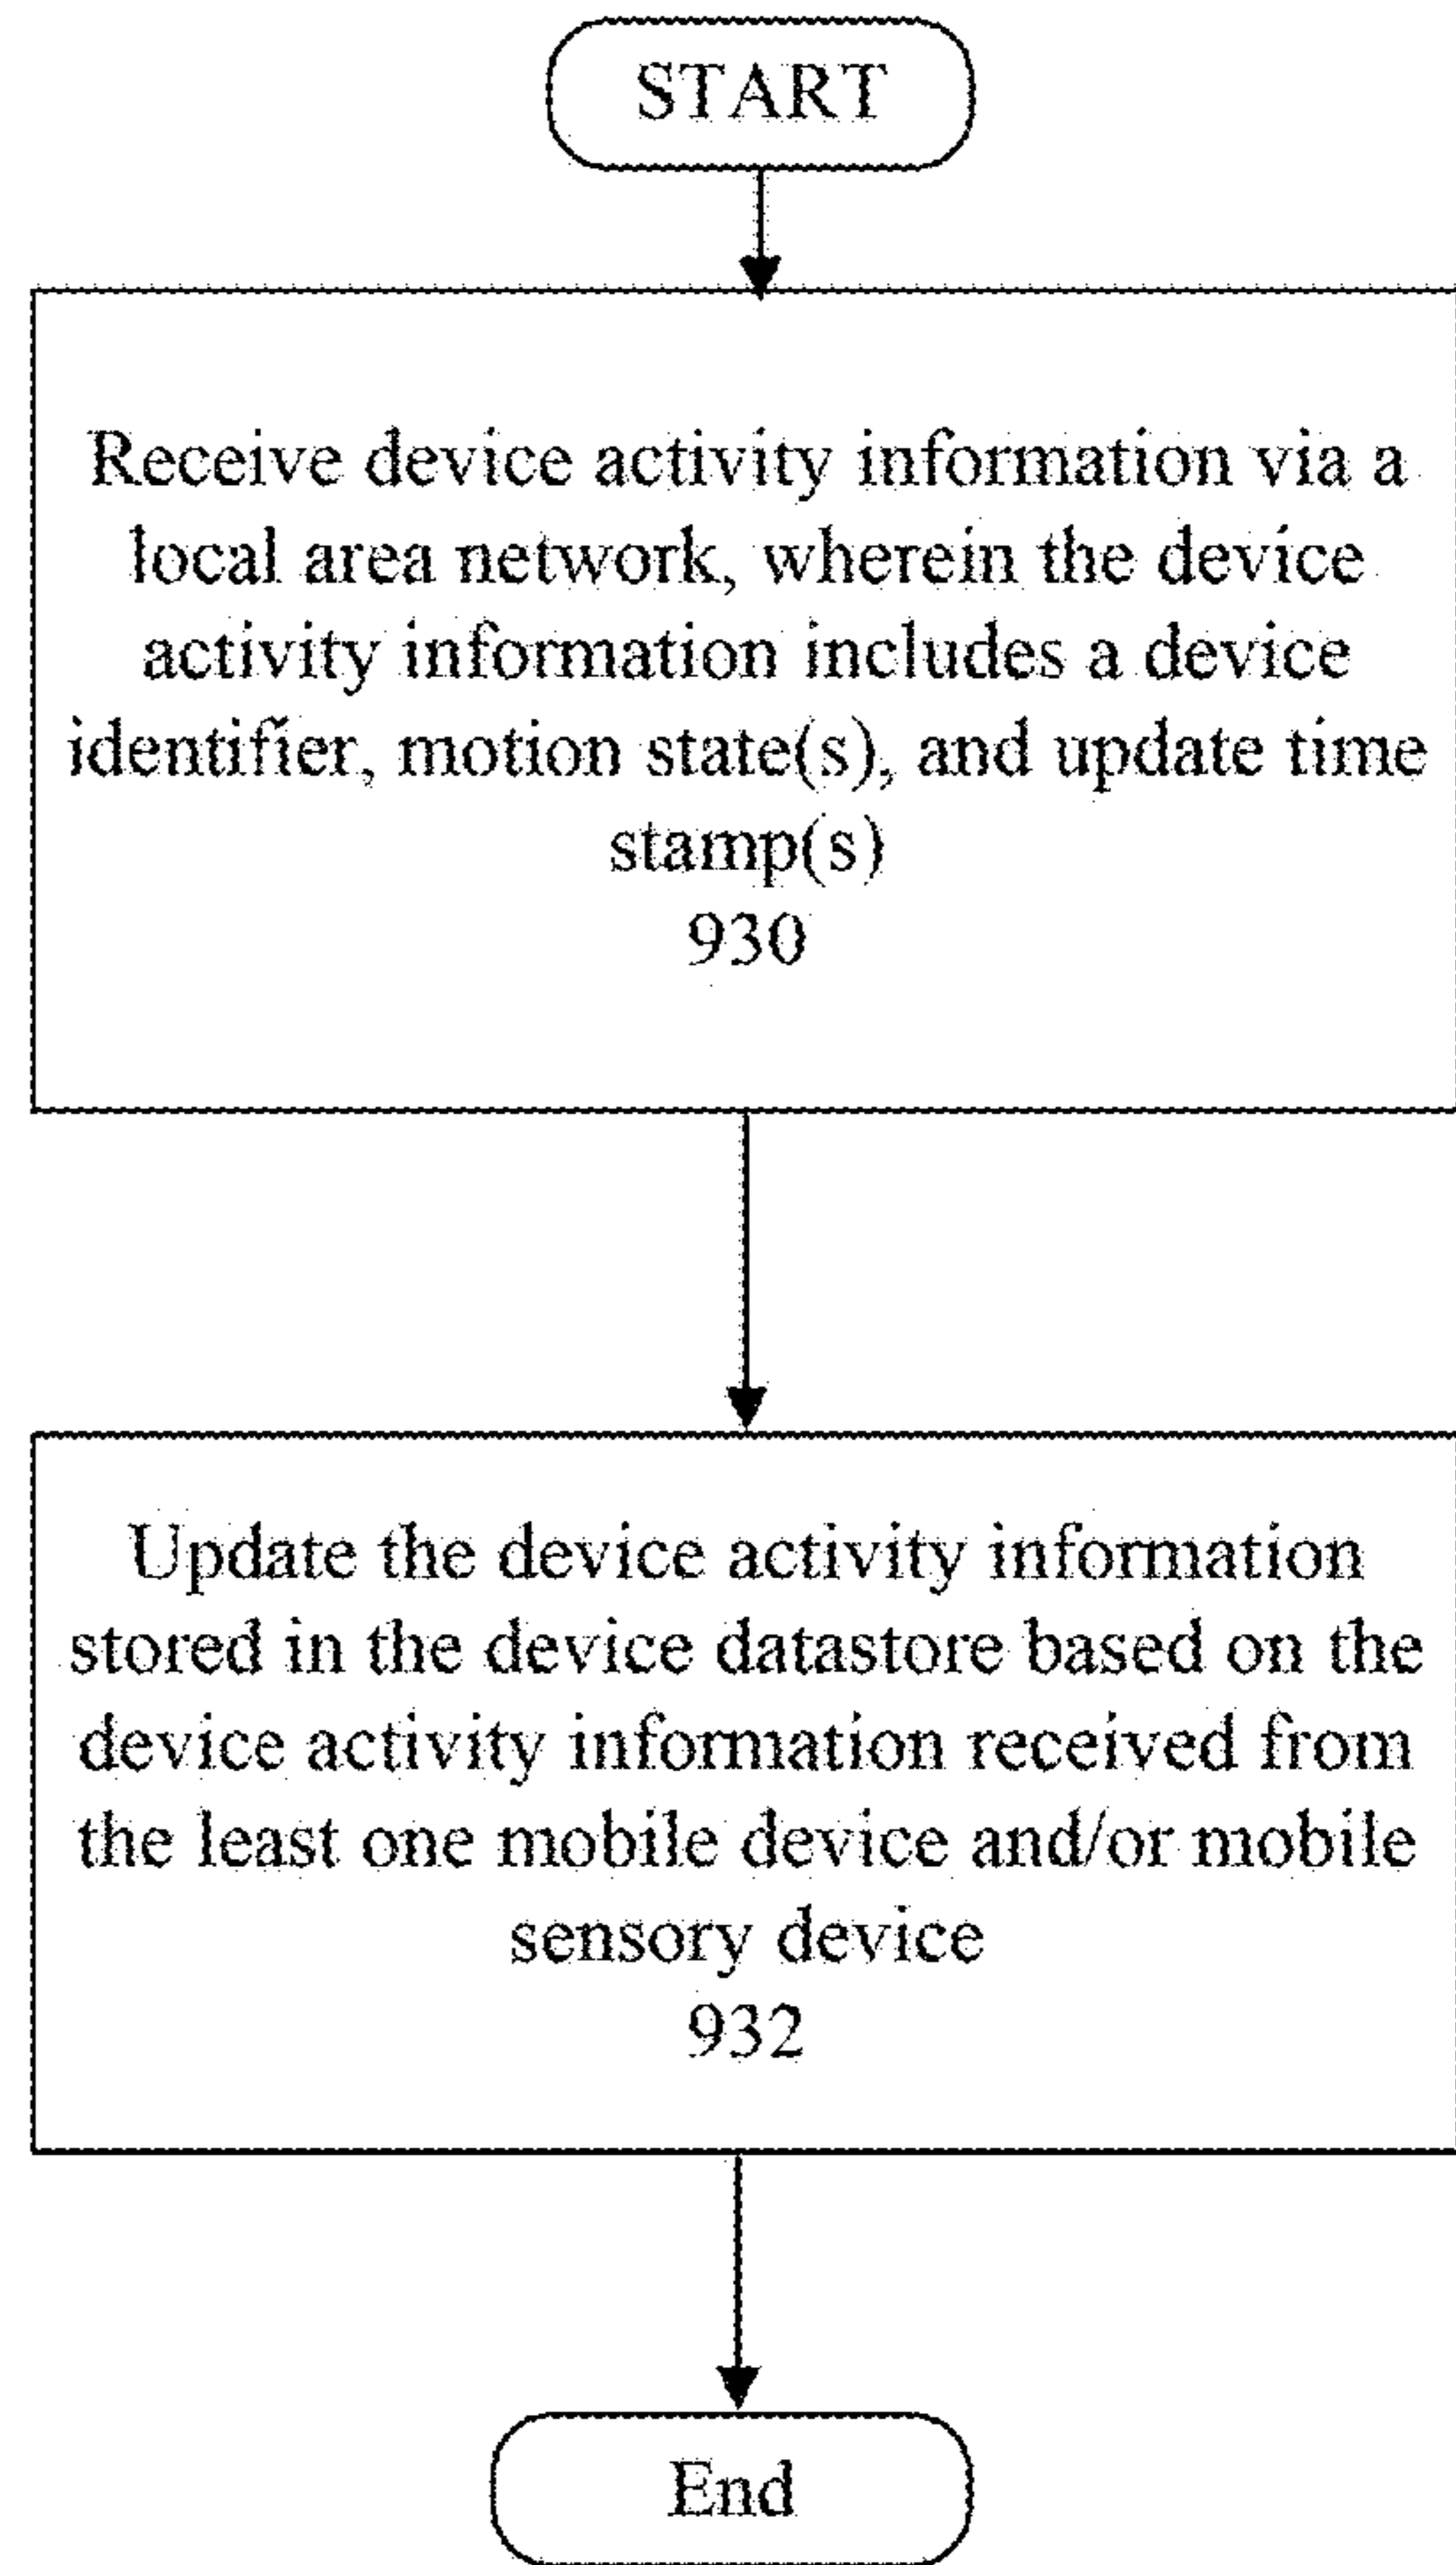 START
Receive device activity information via a
local area network, wherein the device
activity information includes a device
identifier, motion state(s), and update time
stamp(s)
930
Update the device activity information
stored in the device datastore based on the
device activity information received from
the least one mobile device and/or mobile
sensory device
932
End